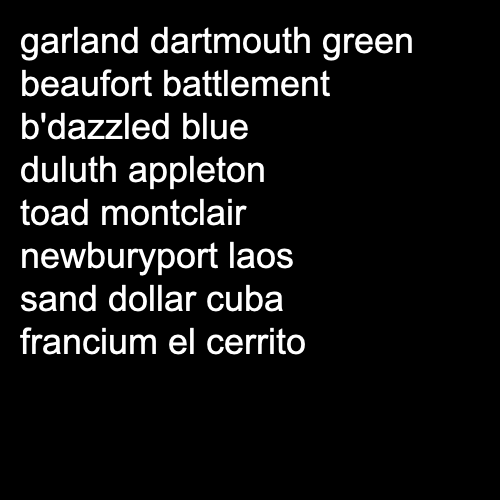 garland dartmouth green
beaufort battlement
b'dazzled blue
duluth appleton
toad montclair
newburyport laos
sand dollar cuba
francium el cerrito